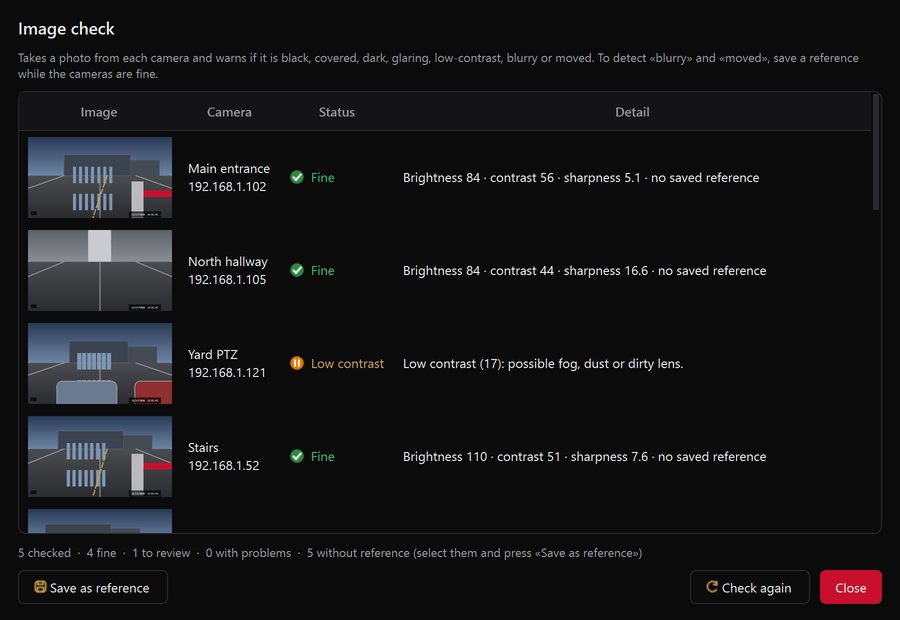 Image check
Takes a photo from each camera and warns if it is black, covered, dark, glaring, low-contrast, blurry or moved. To detect «blurry» and «moved», save a reference
while the cameras are fine.
Image Camera Status Detail
Main entrance
192.168.1.102
Fine
Brightness 84 · contrast 56 · sharpness 5.1 · no saved reference
North hallway
192.168.1.105
Fine
Brightness 84 · contrast 44 · sharpness 16.6 · no saved reference
Yard PTZ
192.168.1.121
Low contrast
Low contrast (17): possible fog, dust or dirty lens.
Stairs
192.168.1.52
Fine
Brightness 110 · contrast 51 · sharpness 7.6 · no saved reference
5 checked · 4 fine · 1 to review · 0 with problems · 5 without reference (select them and press «Save as reference»)
Save as reference
Check again
Close